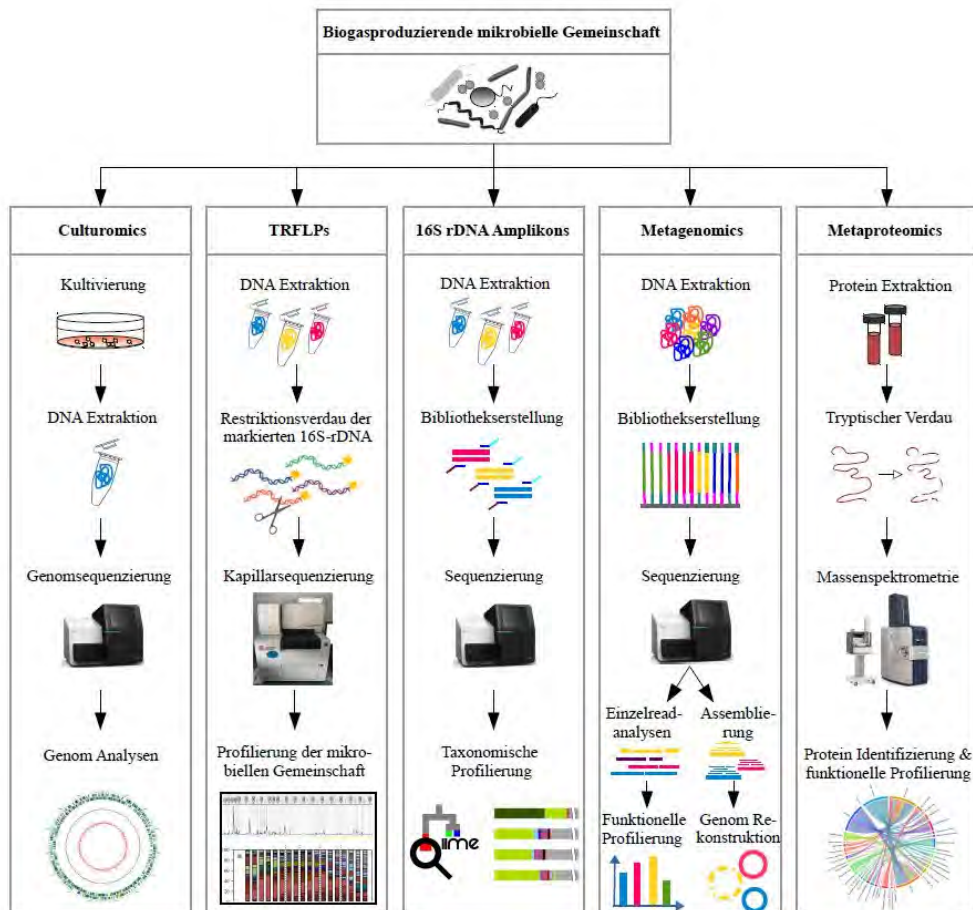 Biogasproduzierende mikrobielle Gemeinschaft
Culturomics
Kultivierung
DNA Extraktion
Genomsequenzierung
Genom Analysen
TRFLPs
DNA Extraktion
Restriktionsverdau der
markierten 16S-rDNA
Kapillarsequenzierung
Profilierung der mikro-
biellen Gemeinschaft
16S rDNA Amplikons
DNA Extraktion
Bibliothekserstellung
Sequenzierung
Taxonomische
Profilierung
iime
Metagenomics
DNA Extraktion
Bibliothekserstellung
Sequenzierung
Einzelread-
analysen
Funktionelle
Profilierung
Assemblie-
rung
Genom Re-
konstruktion
Metaproteomics
Protein Extraktion
Tryptischer Verdau
Massenspektrometrie
Protein Identifizierung &
funktionelle Profilierung